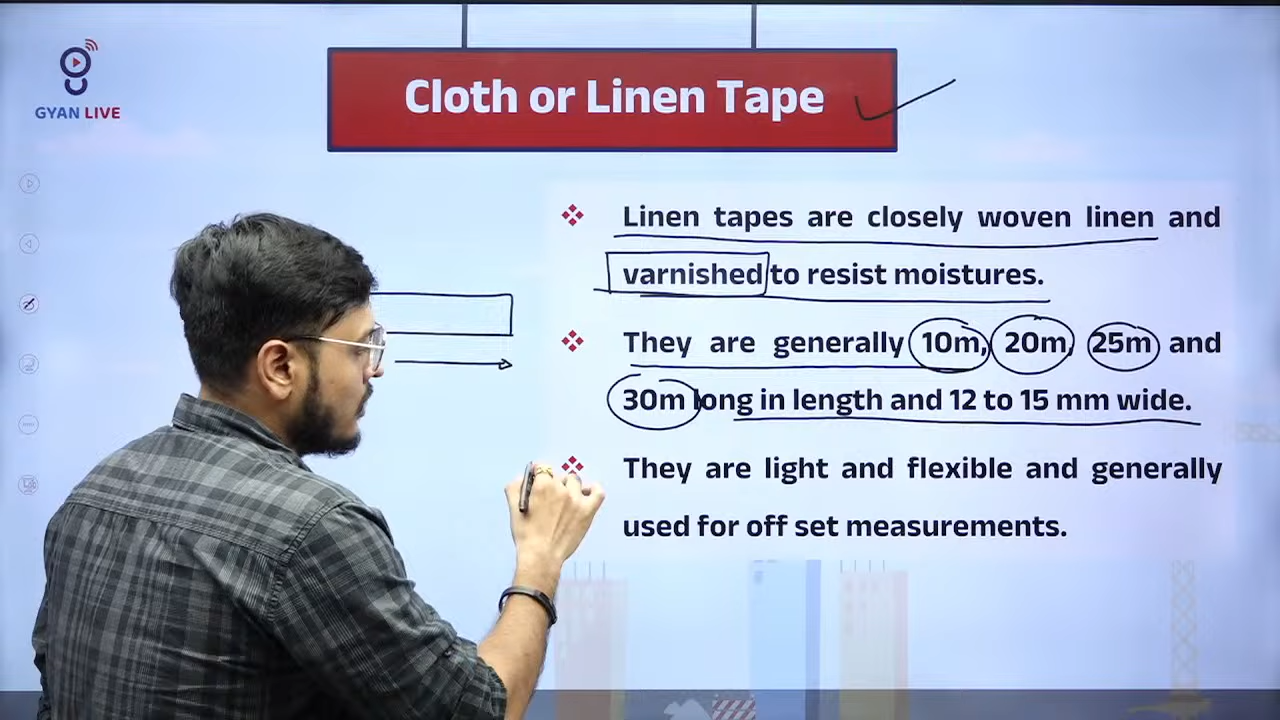 GYAN LIVE
Cloth or Linen Tape
Linen tapes are closely woven linen and
varnished to resist moistures.
They are generally 10m, 20m, 25m and
30m long in length and 12 to 15 mm wide.
They are light and flexible and generally
used for off set measurements.